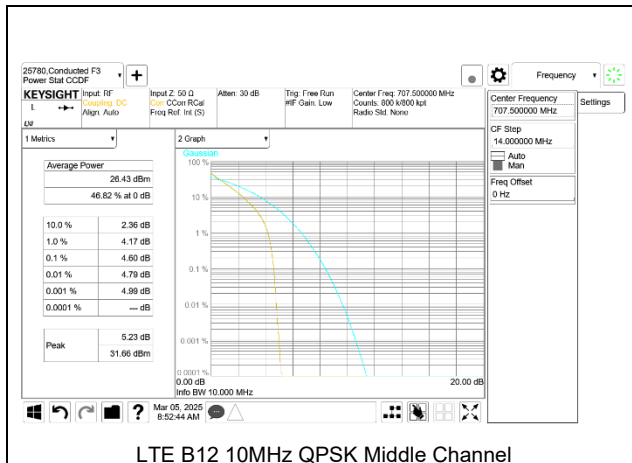 25780,Conducted F3
Power Stat CCDF
KEYSIGHT
Input: RF
Coupling: DC
Align: Auto
Input Z: 50 Ω
Corr CCorr RCal
Freq Ref: Int (S)
Atten: 30 dB
Trig: Free Run
#IF Gain: Low
Center Freq: 707.500000 MHz
Counts: 800 k/800 kpt
Radio Std: None
Frequency
Center Frequency
707.500000 MHz
Settings
CF Step
14.000000 MHz
Auto
Man
Freq Offset
0 Hz
1 Metrics
2 Graph
Average Power
26.43 dBm
46.82 % at 0 dB
10.0 % 2.36 dB
1.0 % 4.17 dB
0.1 % 4.60 dB
0.01 % 4.79 dB
0.001 % 4.99 dB
0.0001 % --- dB
Peak
5.23 dB
31.66 dBm
Gaussian
100 %
10 %
1 %
0.1 %
0.01 %
0.001 %
0.0001 %
0.00 dB
20.00 dB
Info BW 10.000 MHz
Mar 05, 2025
8:52:44 AM
LTE B12 10MHz QPSK Middle Channel